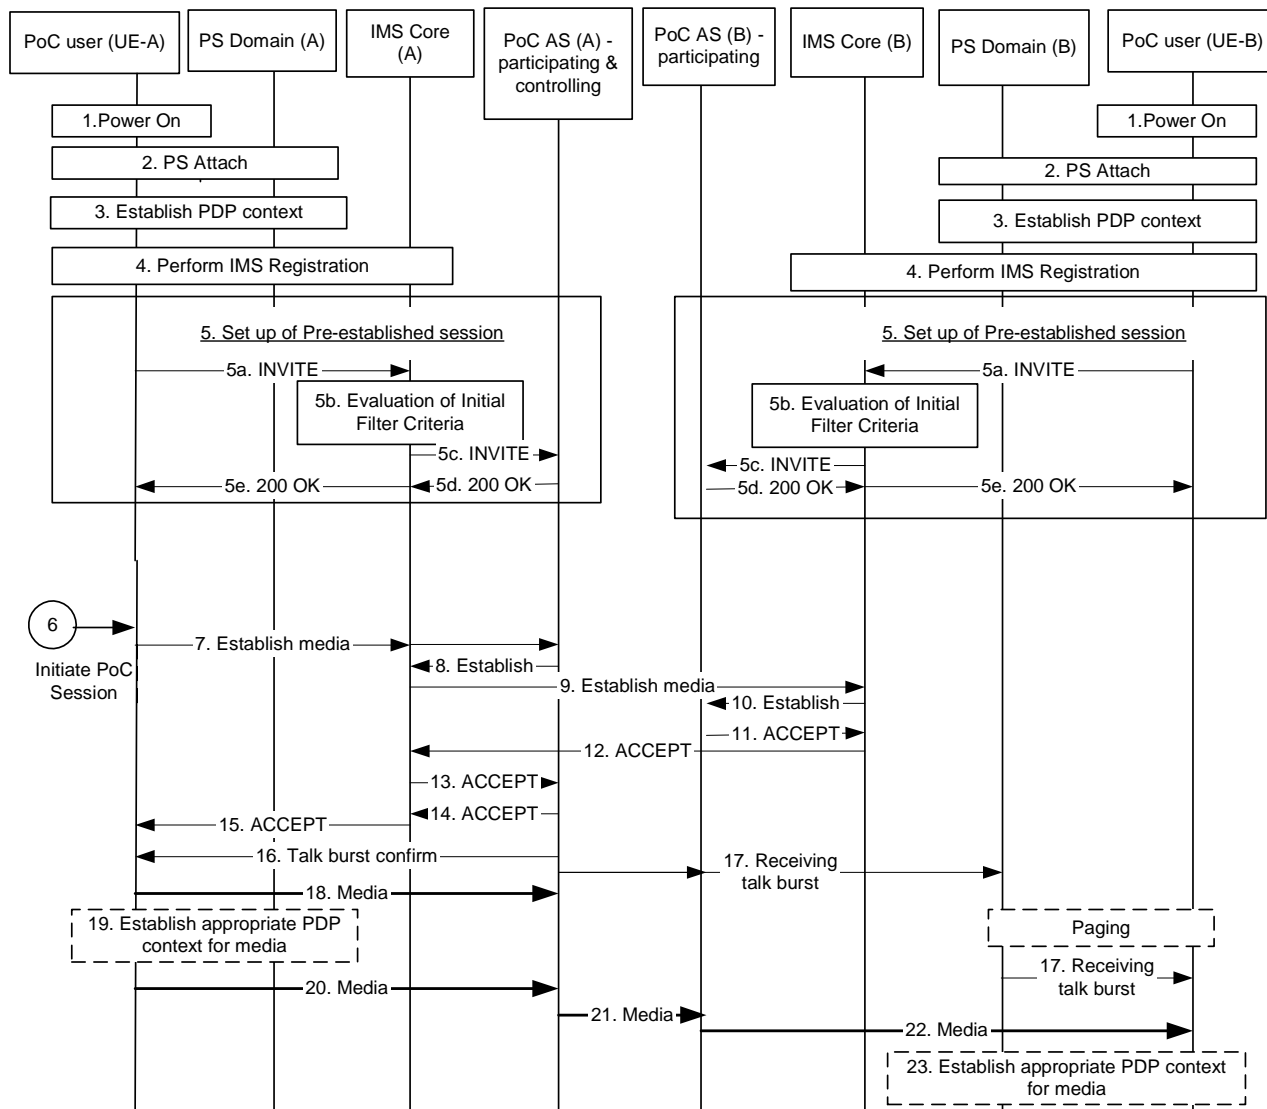 PoC user (UE-A)
PS Domain (A)
IMS Core
(A)
PoC AS (A) -
participating &
controlling
PoC AS (B) -
participating
IMS Core (B)
PS Domain (B)
PoC user (UE-B)
1.Power On
1.Power On
2. PS Attach
2. PS Attach
3. Establish PDP context
3. Establish PDP context
4. Perform IMS Registration
4. Perform IMS Registration
5. Set up of Pre-established session
5a. INVITE
5b. Evaluation of Initial
Filter Criteria
5c. INVITE
5e. 200 OK
5d. 200 OK
5. Set up of Pre-established session
5a. INVITE
5b. Evaluation of Initial
Filter Criteria
5c. INVITE
5d. 200 OK
5e. 200 OK
6
Initiate PoC
Session
7. Establish media
8. Establish
9. Establish media
10. Establish
11. ACCEPT
12. ACCEPT
13. ACCEPT
14. ACCEPT
15. ACCEPT
16. Talk burst confirm
17. Receiving
talk burst
18. Media
19. Establish appropriate PDP
context for media
Paging
17. Receiving
talk burst
20. Media
21. Media
22. Media
23. Establish appropriate PDP context
for media